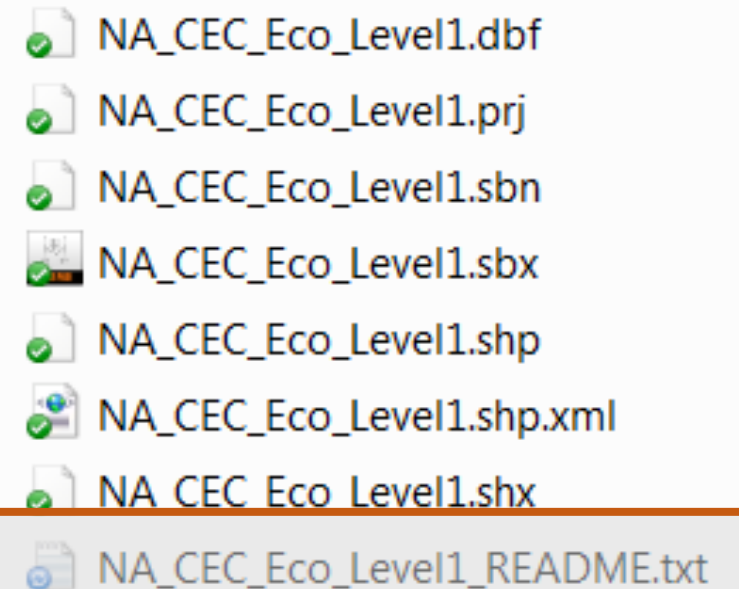 NA_CEC_Eco_Level1.dbf
NA_CEC_Eco_Level1.prj
NA_CEC_Eco_Level1.sbn
NA_CEC_Eco_Level1.sbx
NA_CEC_Eco_Level1.shp
NA_CEC_Eco_Level1.shp.xml
NA_CEC_Eco_Level1.shx
NA_CEC_Eco_Level1_README.txt